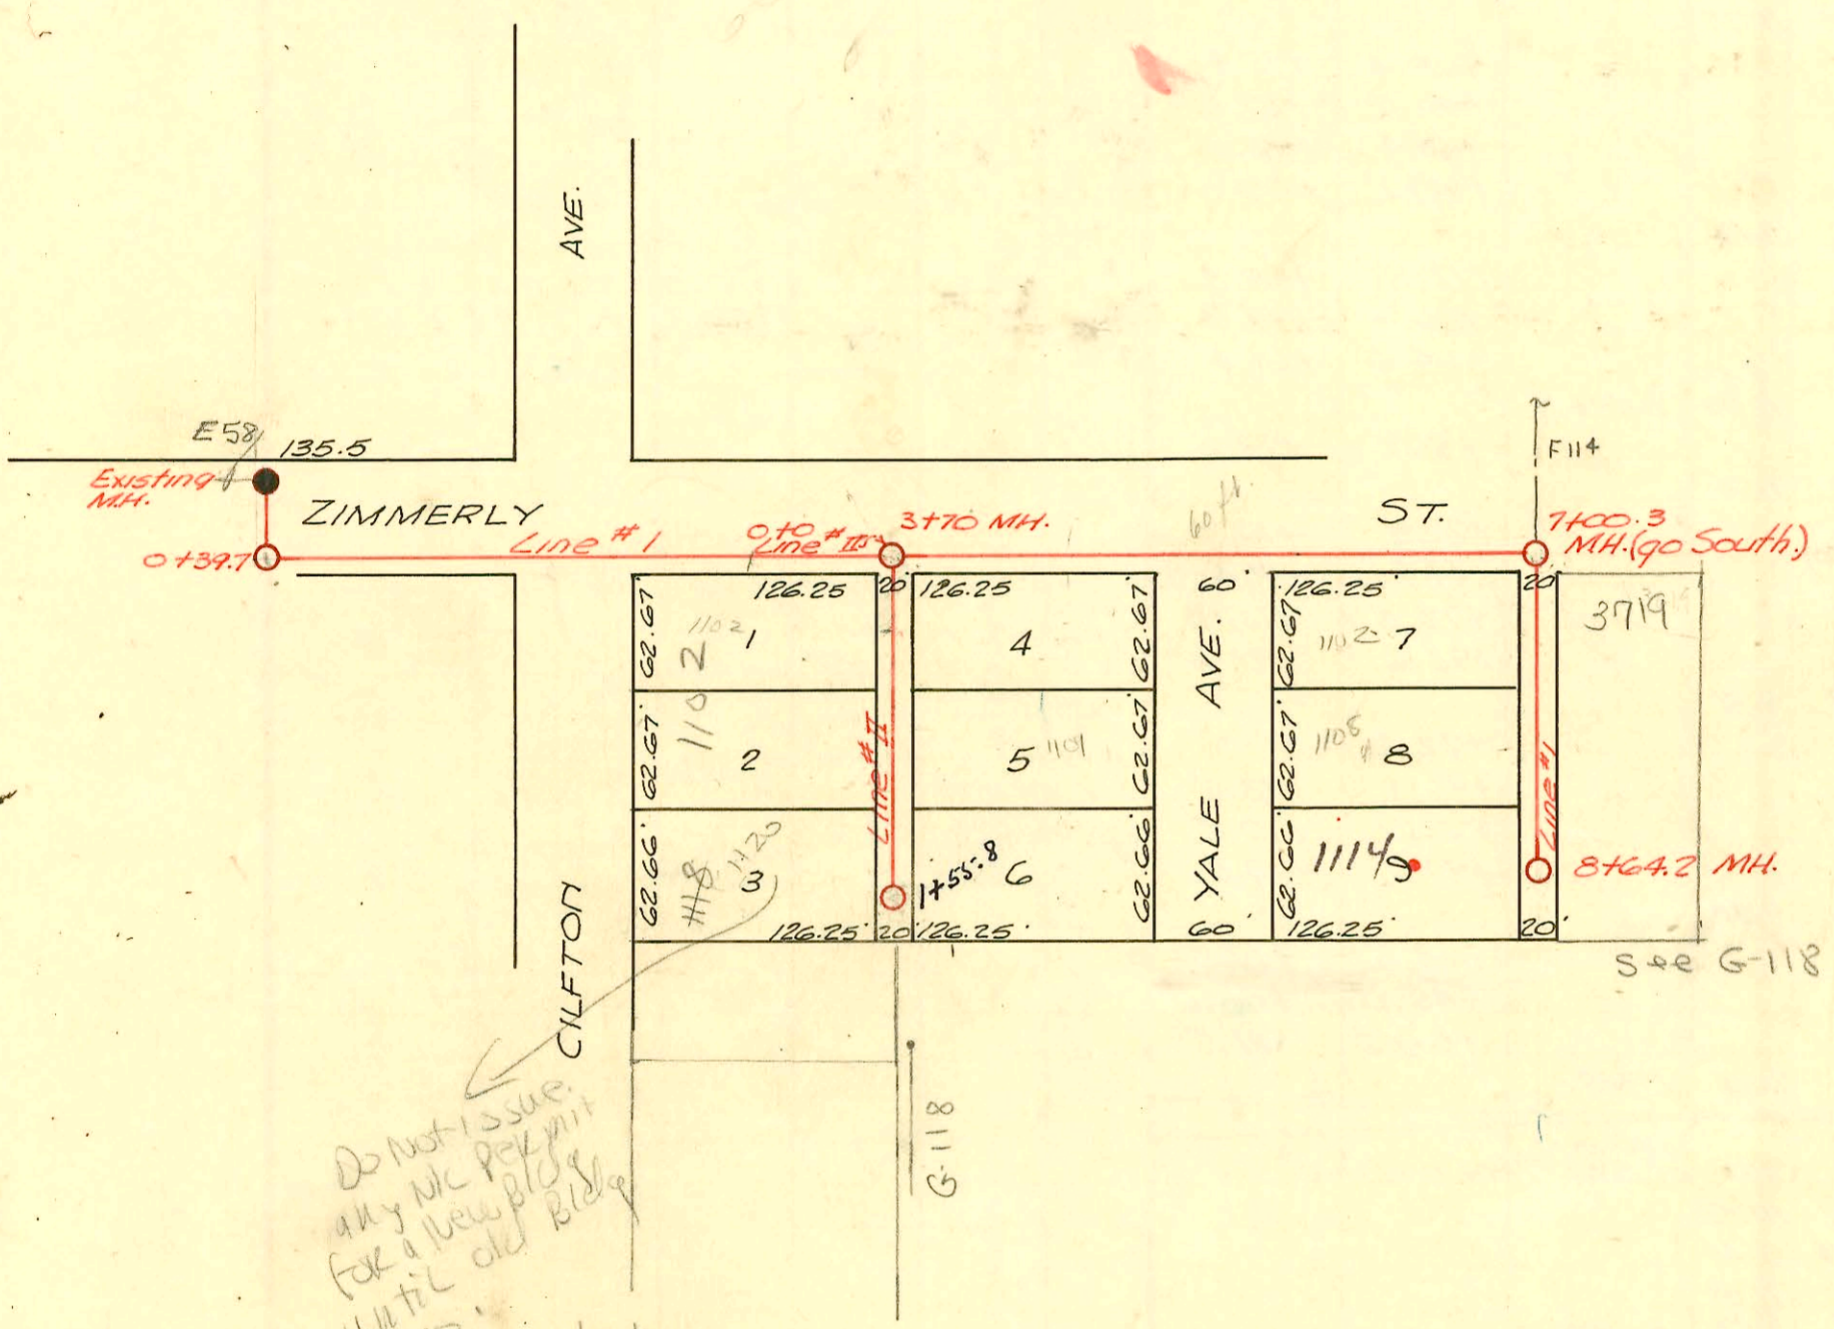 AVE.
E58
135.5
F114
Existing
M.H.
ZIMMERLY
ST.
60 ft.
0+39.7
Line # 1
0+0
Line # II
3+70 MH.
7+00.3
MH. (go South.)
126.25
20'
126.25
60'
126.25
20'
62.67'
1102
1
1102
4
62.67'
62.67'
1102
7
3719
62.67'
2
Line # II
5
1101
62.67'
YALE AVE.
62.67'
1108
8
Line #1
62.66'
1118
1120
3
1+55.8
6
62.66'
62.66'
1114
9
8+64.2 MH.
126.25'
20'
126.25'
60'
126.25'
20'
See G-118
CILFTON
G-118
Do Not issue
any N/C Permit
for a New Bldg
until old Bldg